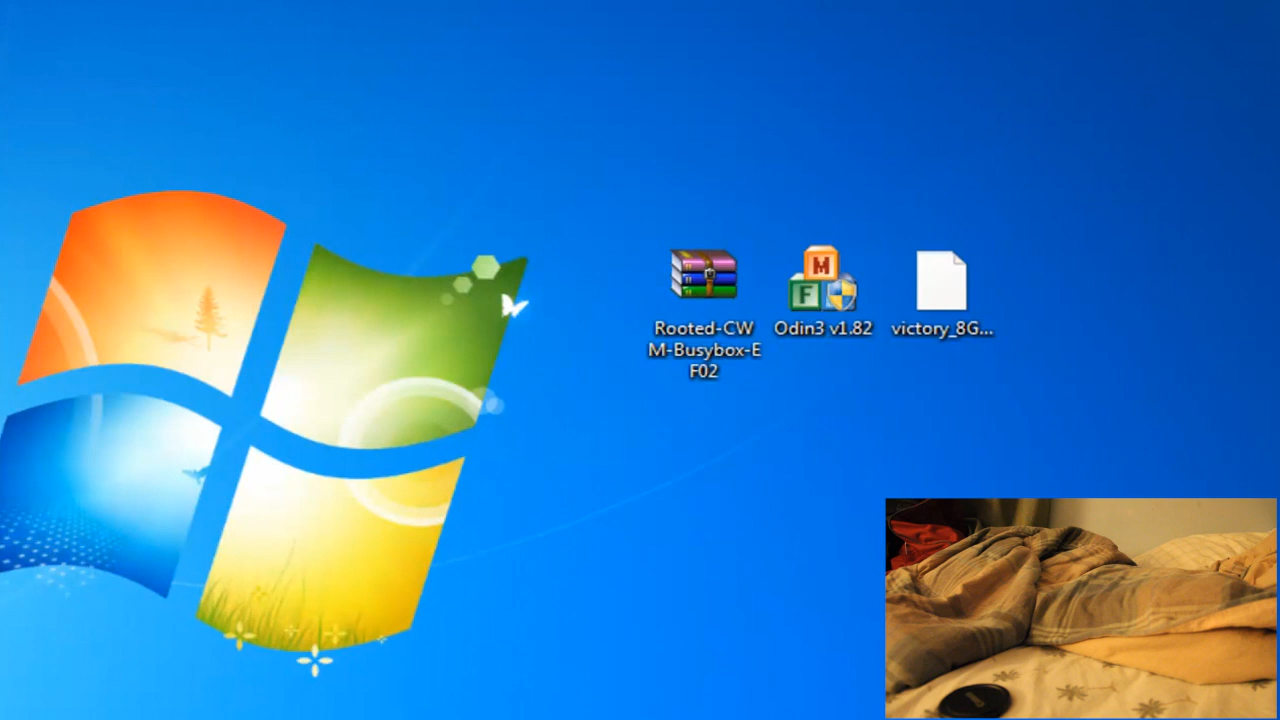 Rooted-CW
M-Busybox-E
F02
Odin3 v1.82
victory_8G...
M
F